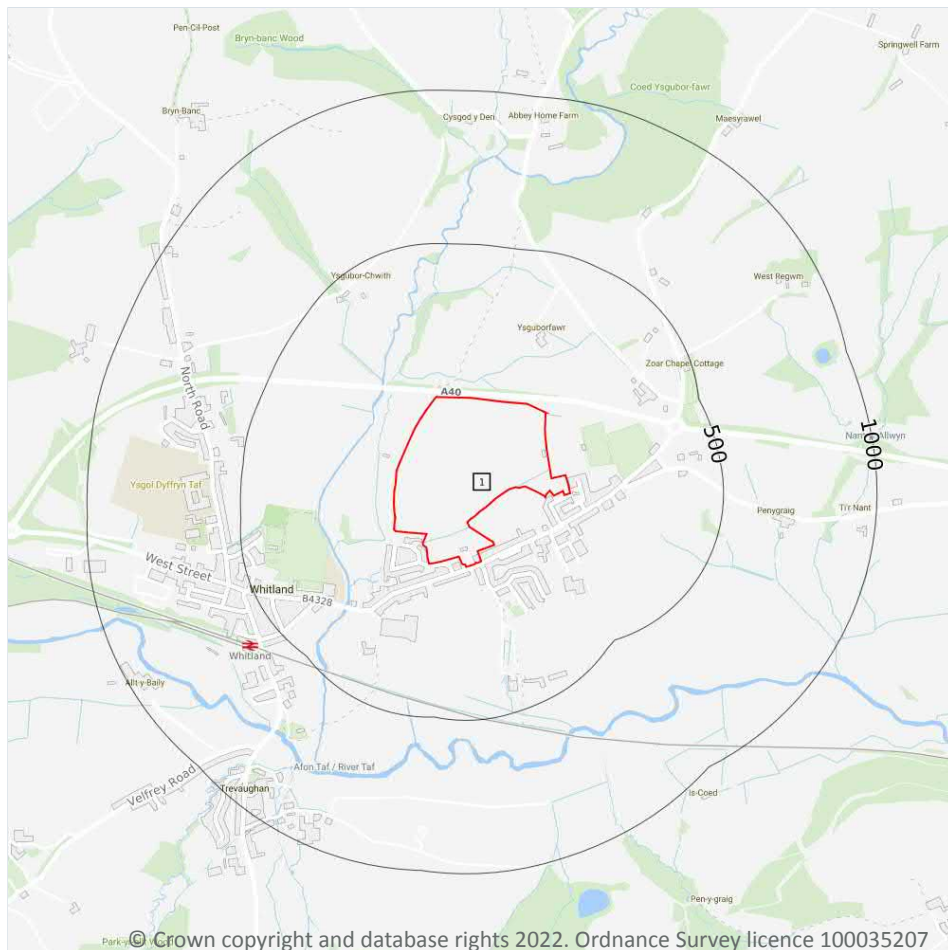 Pen-Cil-Post
Bryn-banc Wood
Springwell Farm
Coed Ysgubor-fawr
Bryn-Banc
Cysgod y Deri
Abbey Home Farm
Maesyrawel
Ysgubor-Chwith
West Regwm
Ysguborfawr
Zoar Chapel Cottage
North Road
A40
500
1000
Ysgol Dyffryn Taf
1
Penygraig
Ti'r Nant
West Street
Whitland
B4328
Whitland
Allt-y-Baily
Afon Taf / River Taf
Velfrey Road
Trevaughan
Is-Coed
Pen-y-graig
© Crown copyright and database rights 2022. Ordnance Survey licence 100035207